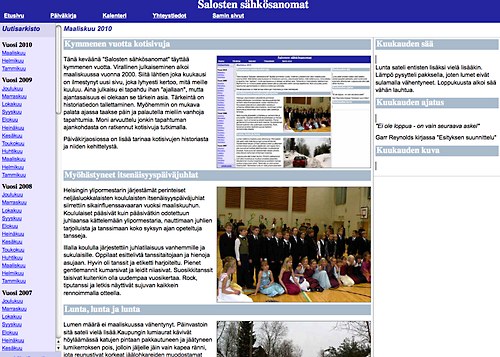 Salosten sähkösanomat
Etusivu Päiväkirja Kalenteri Yhteystiedot Samin sivut
Uutisarkisto
Vuosi 2010
Maaliskuu
Helmikuu
Tammikuu
Vuosi 2009
Joulukuu
Marraskuu
Lokakuu
Syyskuu
Elokuu
Heinäkuu
Kesäkuu
Toukokuu
Huhtikuu
Maaliskuu
Helmikuu
Tammikuu
Vuosi 2008
Joulukuu
Marraskuu
Lokakuu
Syyskuu
Elokuu
Heinäkuu
Kesäkuu
Toukokuu
Huhtikuu
Maaliskuu
Helmikuu
Tammikuu
Vuosi 2007
Joulukuu
Marraskuu
Lokakuu
Syyskuu
Elokuu
Heinäkuu
Kesäkuu
Maaliskuu 2010
Kymmenen vuotta kotisivuja
Tänä keväänä "Salosten sähkösanomat" täyttää
kymmenen vuotta. Virallinen julkaiseminen alkoi
maaliskuussa vuonna 2000. Siitä lähtien joka kuukausi
on ilmestynyt uusi sivu, joka lyhyesti kertoo, mitä meille
kuuluu. Aina julkaisu ei tapahdu ihan "ajallaan", mutta
ajantasaisuus ei olekaan se tärkein asia. Tärkeintä on
historiatiedon tallettaminen. Myöhemmin on mukava
palata ajassa taakse päin ja palauttaa mieliin vanhoja
tapahtumia. Moni arvuuttelu jonkin tapahtuman
ajankohdasta on ratkennut kotisivuja tutkimalla.
Päiväkirjaosiossa on lisää tarinaa kotisivujen historiasta
ja niiden kehittelystä.
Myöhästyneet itsenäisyyspäiväjuhlat
Helsingin ylipormestarin järjestämät perinteiset
neljäsluokkalaisten koululaisten itsenäisyyspäiväjuhlat
siirrettiin sikainfluenssavaaran vuoksi maaliskuuhun.
Koululaiset pääsivät kuin pääsivätkin odotettuun
juhlaansa kättelemään ylipormestaria, nauttimaan juhlien
tarjoiluista ja tanssimaan koko syksyn ajan opeteltuja
tansseja.
Illalla koululla järjestettiin juhlatilaisuus vanhemmille ja
sukulaisille. Oppilaat esittelivät tanssitaitojaan ja hienoja
asujaan. Hyvin oli tanssit ja etiketti harjoiteltu. Pienet
gentlemannit kumarsivat ja leidit niilasivat. Suosikkitanssit
taisivat kuitenkin olla uudempaa vuosikertaa. Rock,
tiputanssi ja letkis näyttivät sujuvan kaikkein
rennoimmalla otteella.
Lunta, lunta ja lunta
Lumen määrä ei maaliskuussa vähentynyt. Päinvastoin
sitä sateli vielä lisää.Kaupungin lumiaurat kävivät
höyläämässä katujen pintaan pakkautuneen ja jäätyneen
lumikerroksen pois, jolloin jäljelle jäin vain kapea rinni,
jota reunustivat korkeat jäälohkareiden muodostamat
Kuukauden sää
Lunta sateli entisten lisäksi vielä lisääkin.
Lämpö pysytteli pakksella, joten lumet eivät
sulamalla vähentyneet. Loppukuusta alkoi sää
vähän lauhtua.
Kuukauden ajatus
"Ei ole loppua - on vain seuraava askel"
Garr Reynolds kirjassa "Esityksen suunnittelu"
Kuukauden kuva